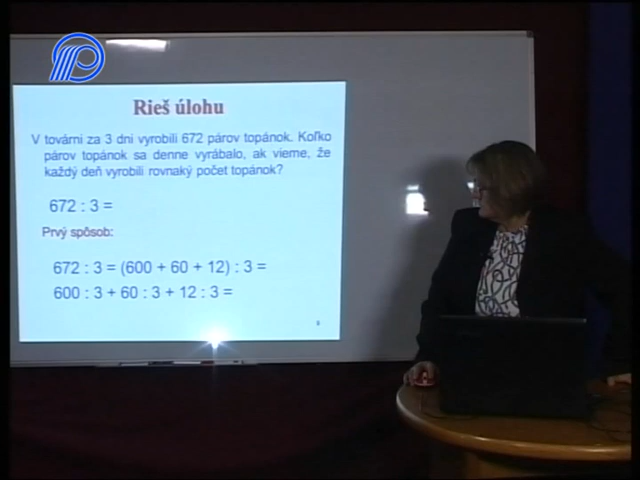 Rieš úlohu
V továrni za 3 dni vyrobili 672 párov topánok. Koľko
párov topánok sa denne vyrábalo, ak vieme, že
každý deň vyrobili rovnaký počet topánok?
672 : 3 =
Prvý spôsob:
672 : 3 = (600 + 60 + 12) : 3 =
600 : 3 + 60 : 3 + 12 : 3 =